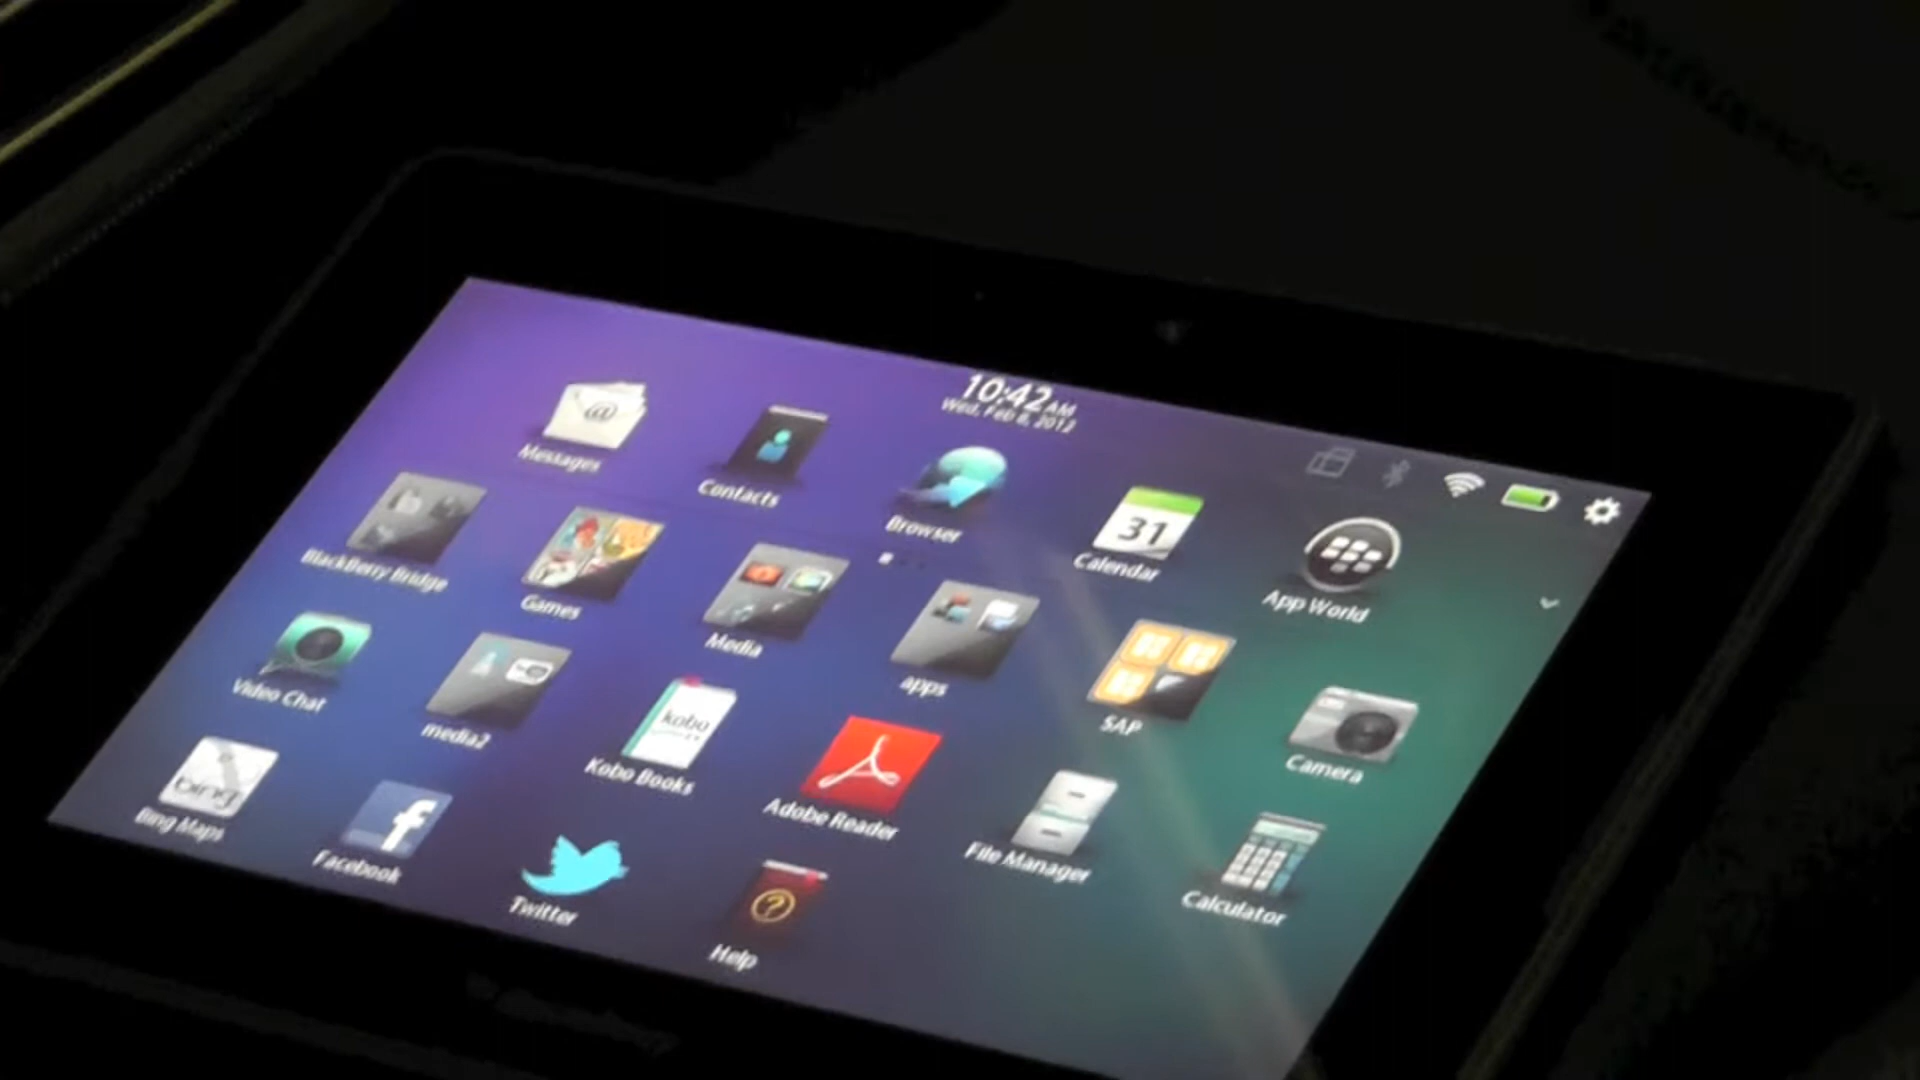 10:42 AM
Wed, Feb 8, 2012
Messages
Contacts
Browser
31
Calendar
App World
BlackBerry Bridge
Games
Media
apps
SAP
Camera
Video Chat
media2
kobo
Kobo Books
Adobe Reader
File Manager
Calculator
bing
Bing Maps
Facebook
Twitter
Help